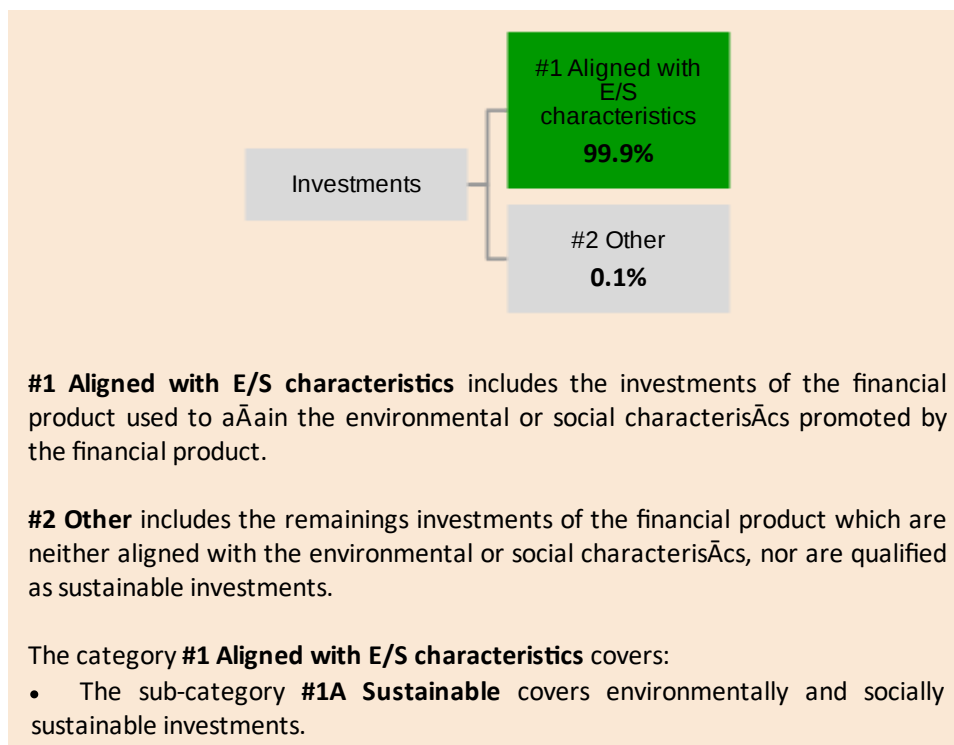 #1 Aligned with
E/S
characteristics
99.9%
Investments
#2 Other
0.1%
#1 Aligned with E/S characteristics includes the investments of the financial
product used to aĀain the environmental or social characterisĀcs promoted by
the financial product.
#2 Other includes the remainings investments of the financial product which are
neither aligned with the environmental or social characterisĀcs, nor are qualified
as sustainable investments.
The category #1 Aligned with E/S characteristics covers:
• The sub-category #1A Sustainable covers environmentally and socially
sustainable investments.